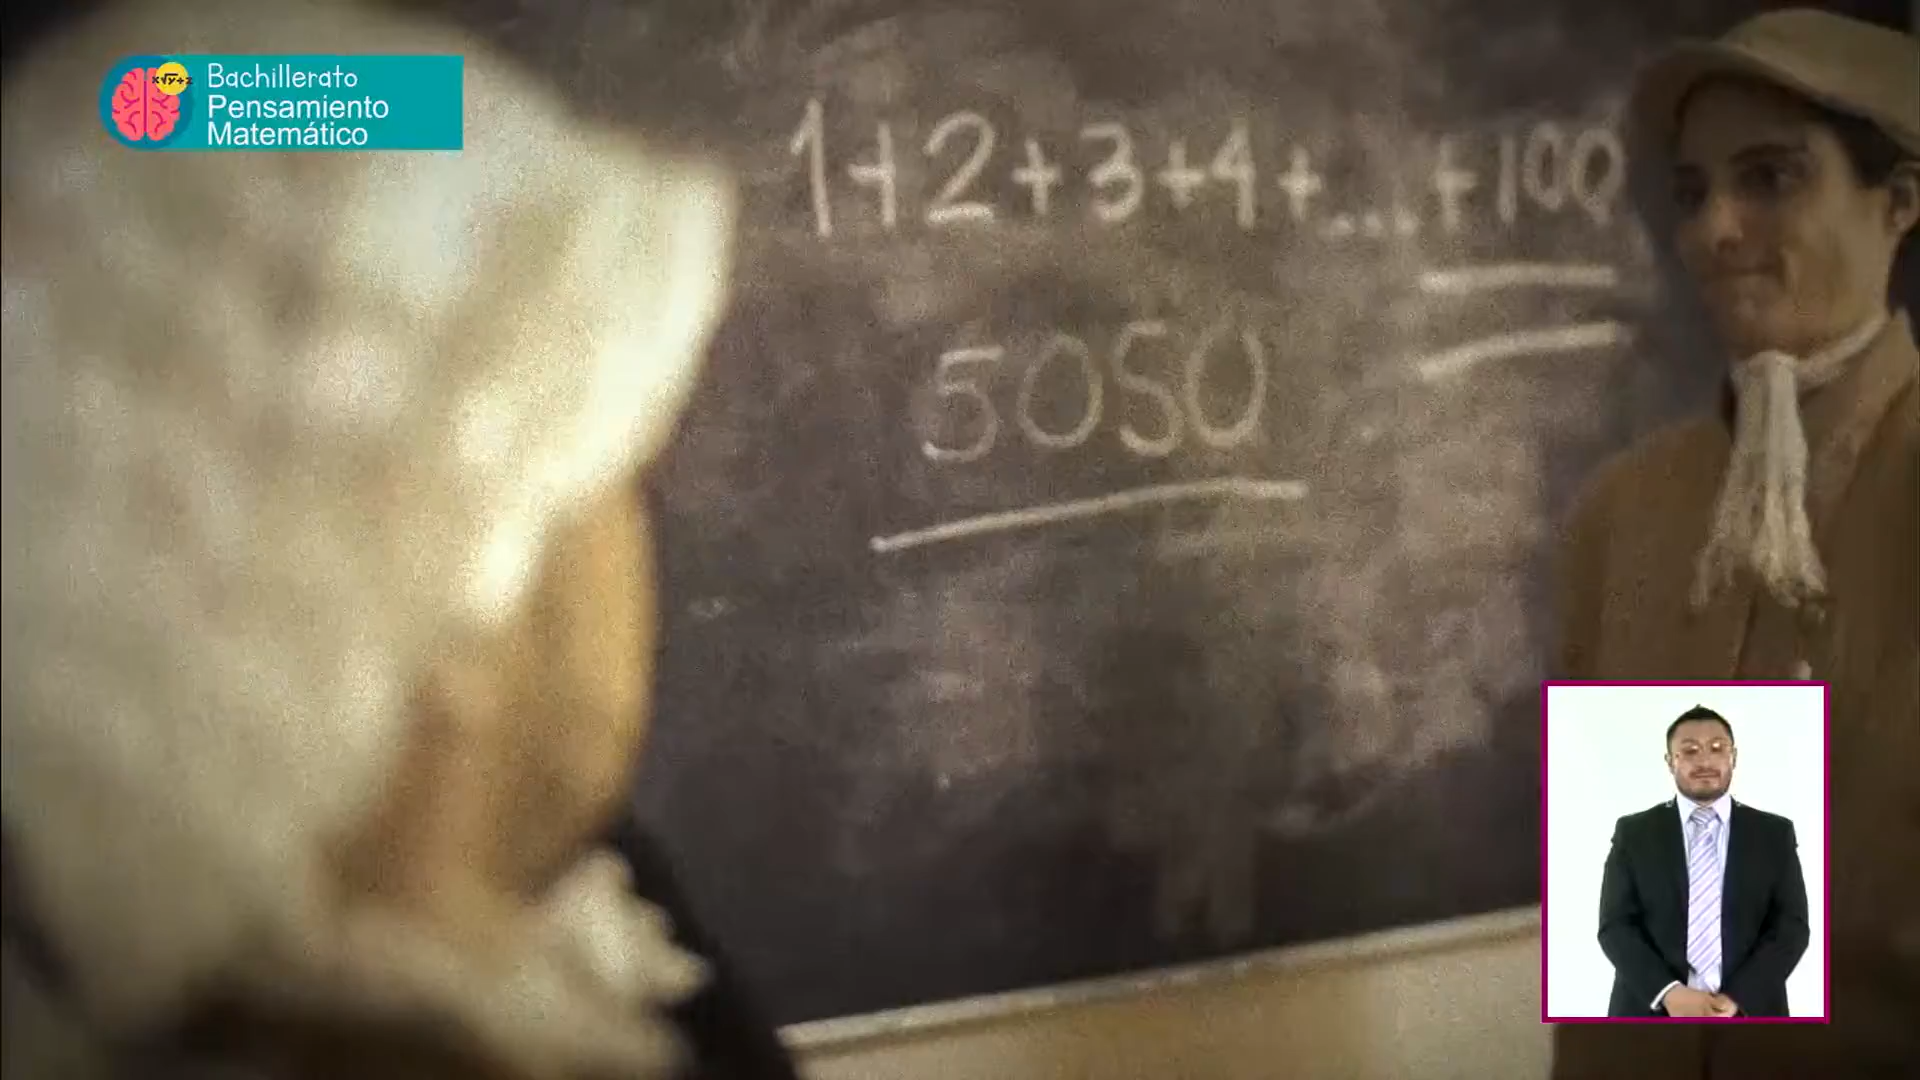 x√y÷z
Bachillerato
Pensamiento
Matemático
1+2+3+4+...+100
5050